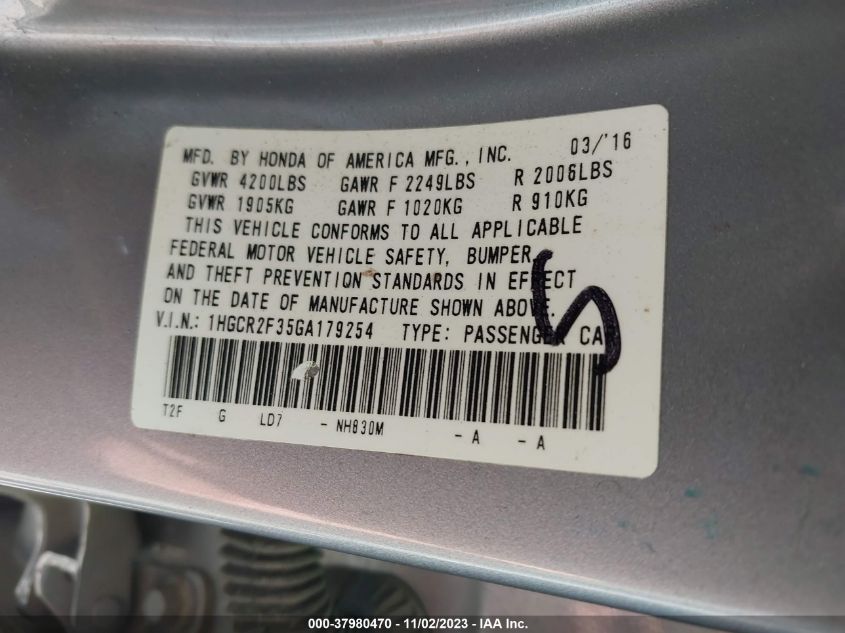 MFD. BY HONDA OF AMERICA MFG., INC. 03/'16
GVWR 4200LBS GAWR F 2249LBS R 2006LBS
GVWR 1905KG GAWR F 1020KG R 910KG
THIS VEHICLE CONFORMS TO ALL APPLICABLE
FEDERAL MOTOR VEHICLE SAFETY, BUMPER,
AND THEFT PREVENTION STANDARDS IN EFFECT
ON THE DATE OF MANUFACTURE SHOWN ABOVE.
V.I.N.: 1HGCR2F35GA179254 TYPE: PASSENGER CA
T2F G LD7 - NH830M - A - A
000-37980470 - 11/02/2023 - IAA Inc.